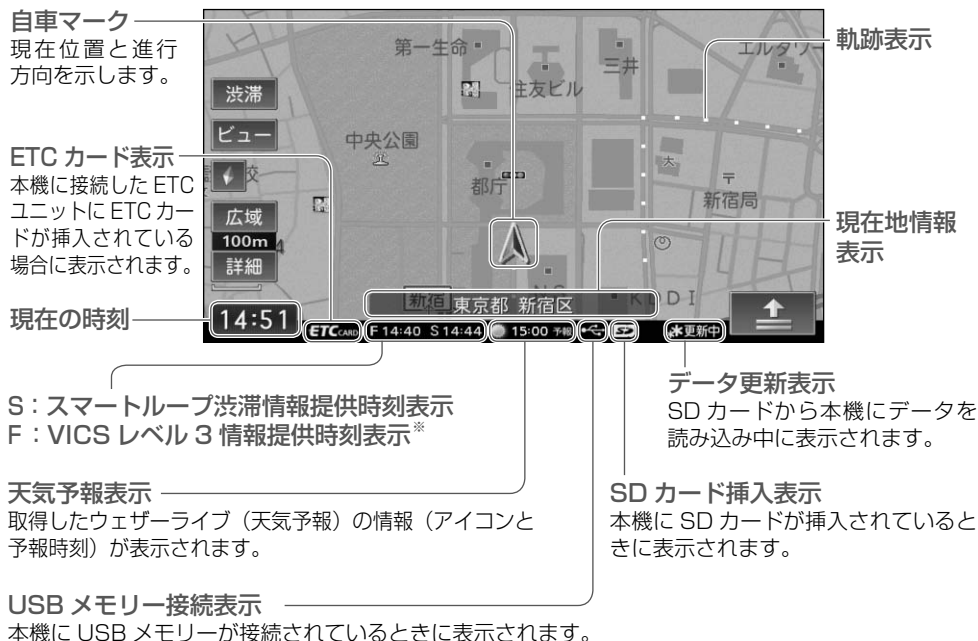 自車マーク
現在位置と進行
方向を示します。
ETC カード表示
本機に接続した ETC
ユニットに ETC カー
ドが挿入されている
場合に表示されます。
現在の時刻
第一生命
三井
エルタワー
住友ビル
渋滞
ビュー
中央公園
校
都庁
大
〒
新宿局
広域
100m
詳細
新宿
東京都 新宿区
KDDI
14:51
ETC CARD
F 14:40 S 14:44
15:00 予報
更新中
軌跡表示
現在地情報
表示
S：スマートループ渋滞情報提供時刻表示
F：VICS レベル 3 情報提供時刻表示※
データ更新表示
SD カードから本機にデータを
読み込み中に表示されます。
天気予報表示
取得したウェザーライブ（天気予報）の情報（アイコンと
予報時刻）が表示されます。
SD カード挿入表示
本機に SD カードが挿入されていると
きに表示されます。
USB メモリー接続表示
本機に USB メモリーが接続されているときに表示されます。